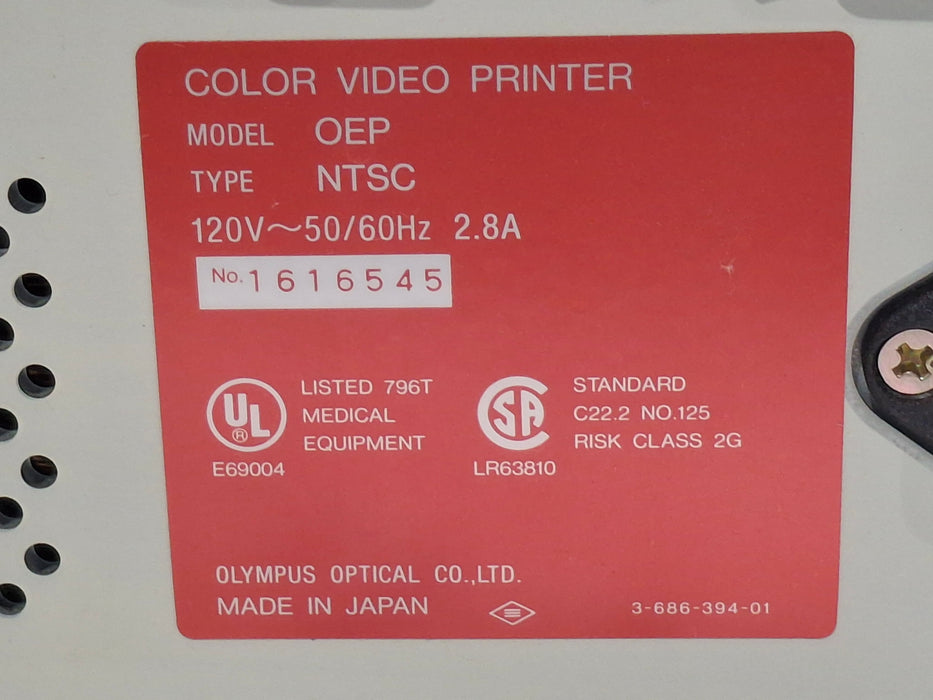 COLOR VIDEO PRINTER
MODEL OEP
TYPE NTSC
120V~50/60Hz 2.8A
No. 1616545
UL
®
LISTED 796T
MEDICAL
EQUIPMENT
E69004
SA
STANDARD
C22.2 NO.125
RISK CLASS 2G
LR63810
OLYMPUS OPTICAL CO.,LTD.
MADE IN JAPAN
3-686-394-01